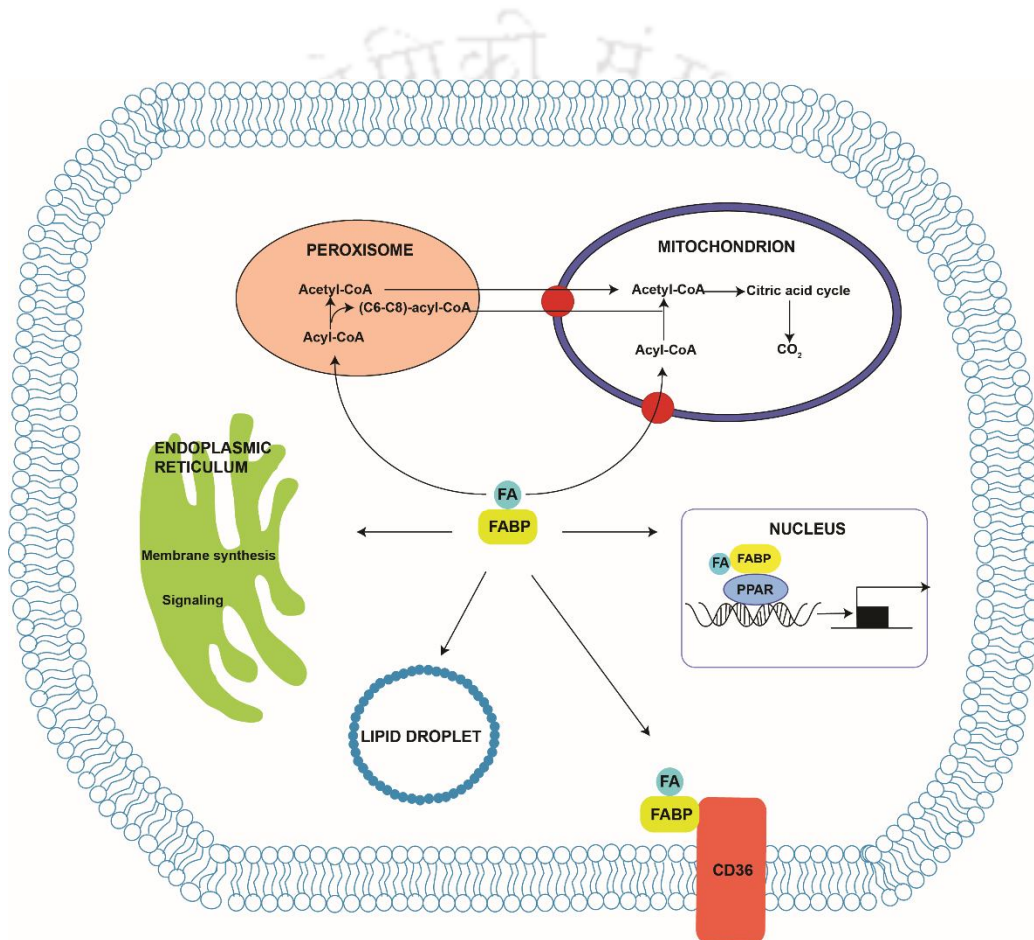 PEROXISOME
Acetyl-CoA
(C6-C8)-acyl-CoA
Acyl-CoA
MITOCHONDRION
Acetyl-CoA
Citric acid cycle
Acyl-CoA
CO₂
ENDOPLASMIC
RETICULUM
Membrane synthesis
Signaling
FA
FABP
NUCLEUS
FA
FABP
PPAR
LIPID DROPLET
FA
FABP
CD36